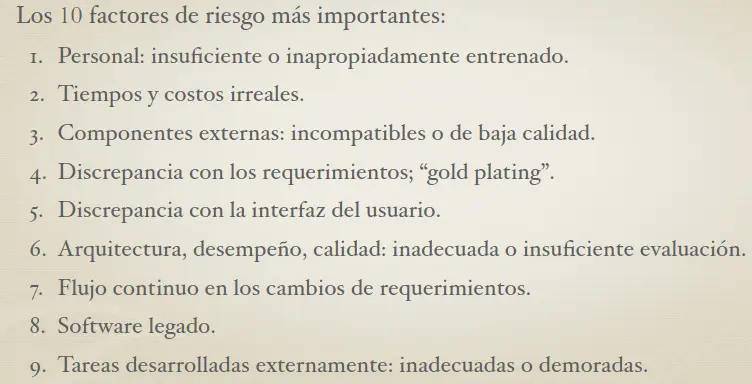 Los 10 factores de riesgo más importantes:
1. Personal: insuficiente o inapropiadamente entrenado.
2. Tiempos y costos irreales.
3. Componentes externas: incompatibles o de baja calidad.
4. Discrepancia con los requerimientos; “gold plating”.
5. Discrepancia con la interfaz del usuario.
6. Arquitectura, desempeño, calidad: inadecuada o insuficiente evaluación.
7. Flujo continuo en los cambios de requerimientos.
8. Software legado.
9. Tareas desarrolladas externamente: inadecuadas o demoradas.